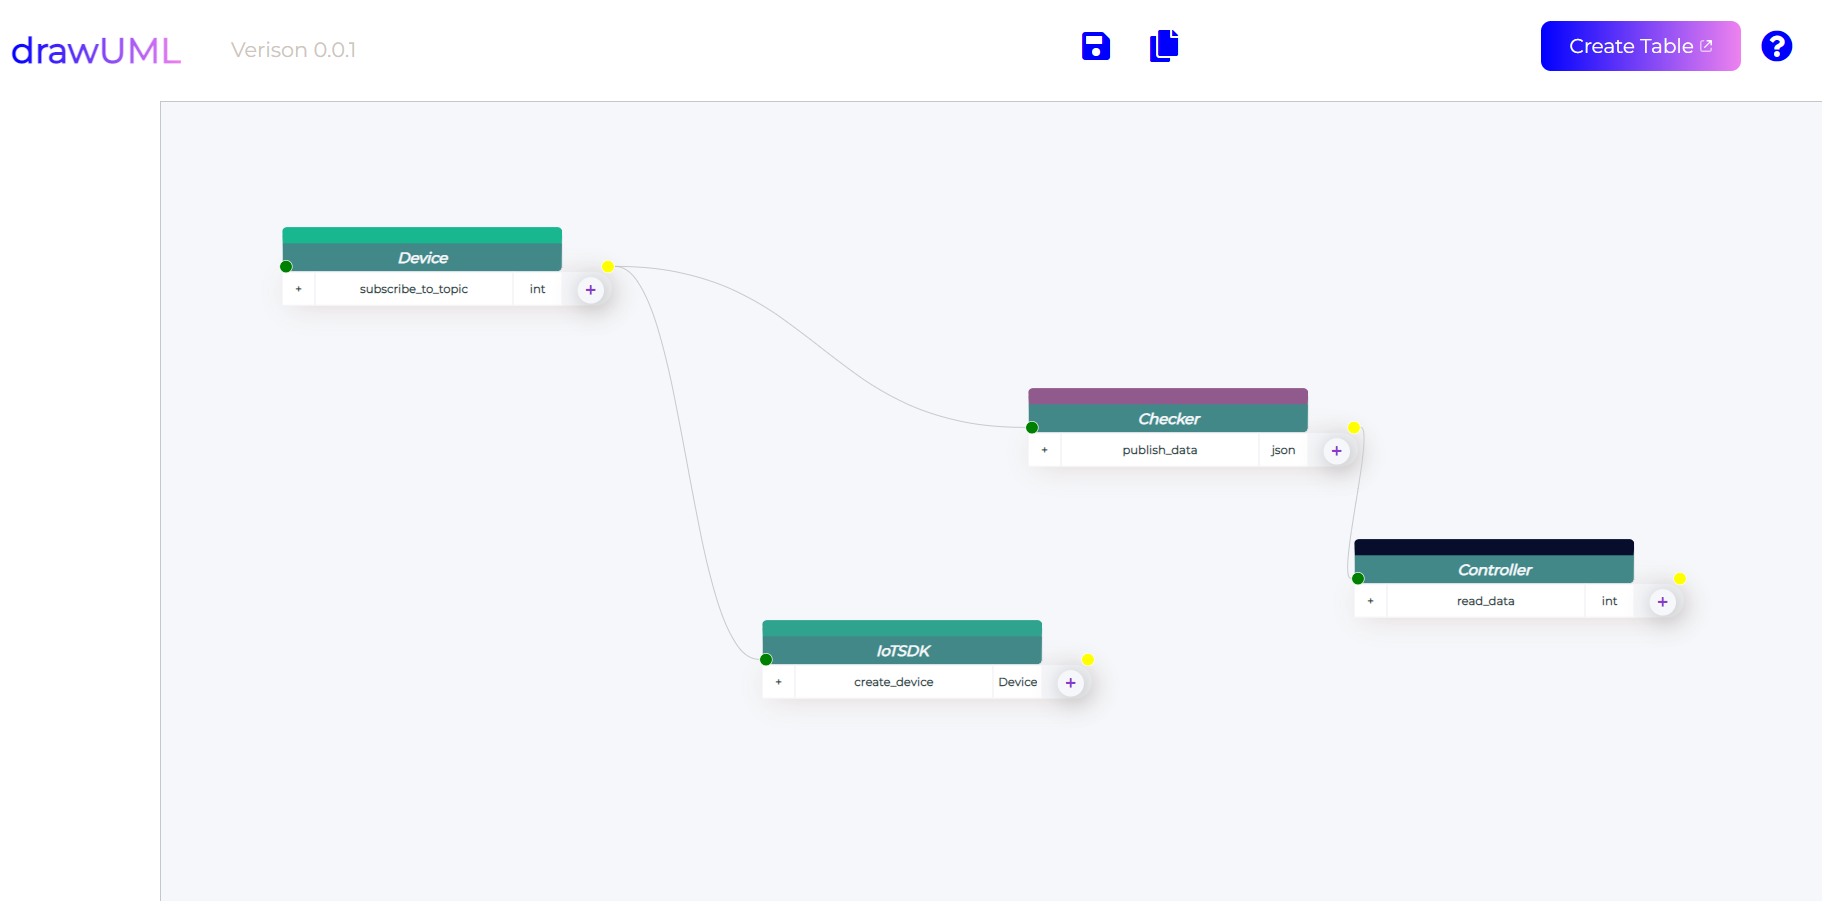 drawUML
Verison 0.0.1
Create Table
?
Device
+ subscribe_to_topic int +
Checker
+ publish_data json +
Controller
+ read_data int +
IoTSDK
+ create_device Device +